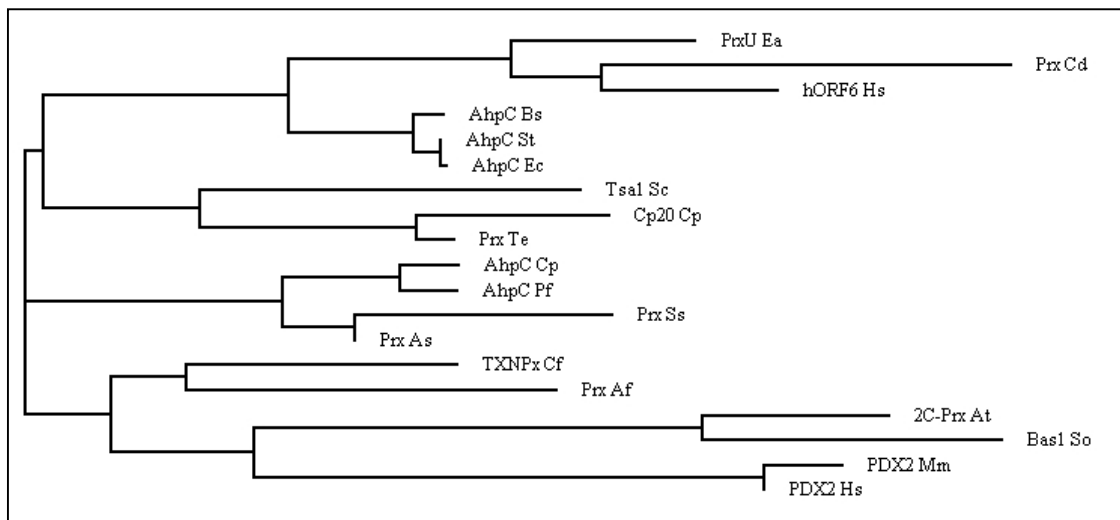 PrxU Ea
Prx Cd
hORF6 Hs
AhpC Bs
AhpC St
AhpC Ec
Tsa1 Sc
Cp20 Cp
Prx Te
AhpC Cp
AhpC Pf
Prx Ss
Prx As
TXNPx Cf
Prx Af
2C-Prx At
Bas1 So
PDX2 Mm
PDX2 Hs